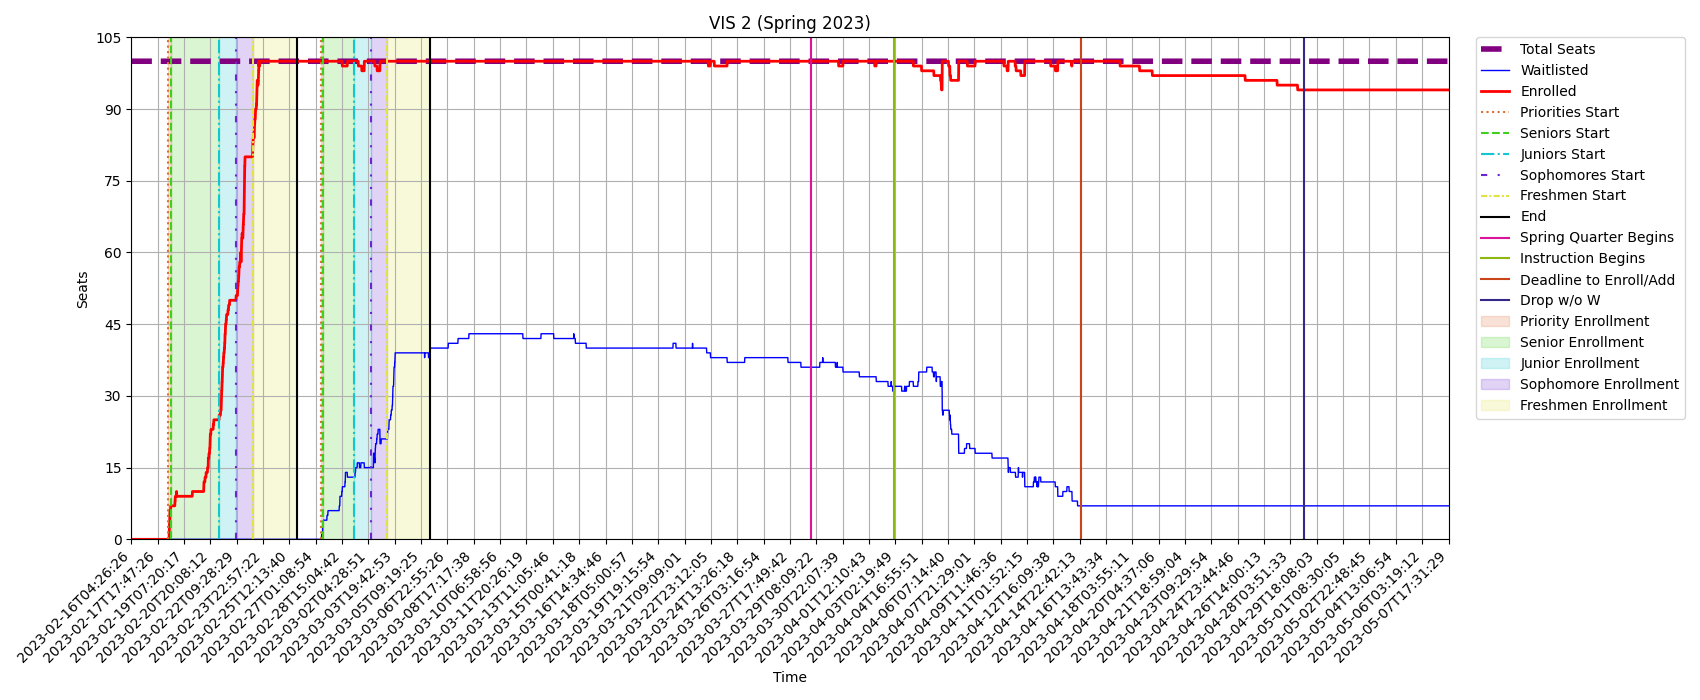 VIS 2 (Spring 2023)
105
90
75
60
45
30
15
0
Seats
2023-02-16T04:26:26
2023-02-17T17:47:26
2023-02-19T07:20:17
2023-02-20T20:08:12
2023-02-22T09:28:29
2023-02-23T22:57:22
2023-02-25T12:13:40
2023-02-27T01:08:54
2023-02-28T15:04:42
2023-03-02T04:28:51
2023-03-03T19:42:53
2023-03-05T09:19:25
2023-03-06T22:55:26
2023-03-08T17:17:38
2023-03-10T06:58:56
2023-03-11T20:26:19
2023-03-13T11:05:46
2023-03-15T00:41:18
2023-03-16T14:34:46
2023-03-18T05:00:57
2023-03-19T19:15:54
2023-03-21T09:09:01
2023-03-22T23:12:05
2023-03-24T13:26:18
2023-03-26T03:16:54
2023-03-27T17:49:42
2023-03-29T08:09:22
2023-03-30T22:07:39
2023-04-01T12:10:43
2023-04-03T02:19:49
2023-04-04T16:55:51
2023-04-06T07:14:40
2023-04-07T21:29:01
2023-04-09T11:46:36
2023-04-11T01:52:15
2023-04-12T16:09:38
2023-04-14T22:42:13
2023-04-16T13:43:34
2023-04-18T03:55:11
2023-04-20T04:37:06
2023-04-21T18:59:04
2023-04-23T09:29:54
2023-04-24T23:44:46
2023-04-26T14:00:13
2023-04-28T03:51:33
2023-04-29T18:08:03
2023-05-01T08:30:05
2023-05-02T22:48:45
2023-05-04T13:06:54
2023-05-06T03:19:12
2023-05-07T17:31:29
Time
Total Seats
Waitlisted
Enrolled
Priorities Start
Seniors Start
Juniors Start
Sophomores Start
Freshmen Start
End
Spring Quarter Begins
Instruction Begins
Deadline to Enroll/Add
Drop w/o W
Priority Enrollment
Senior Enrollment
Junior Enrollment
Sophomore Enrollment
Freshmen Enrollment